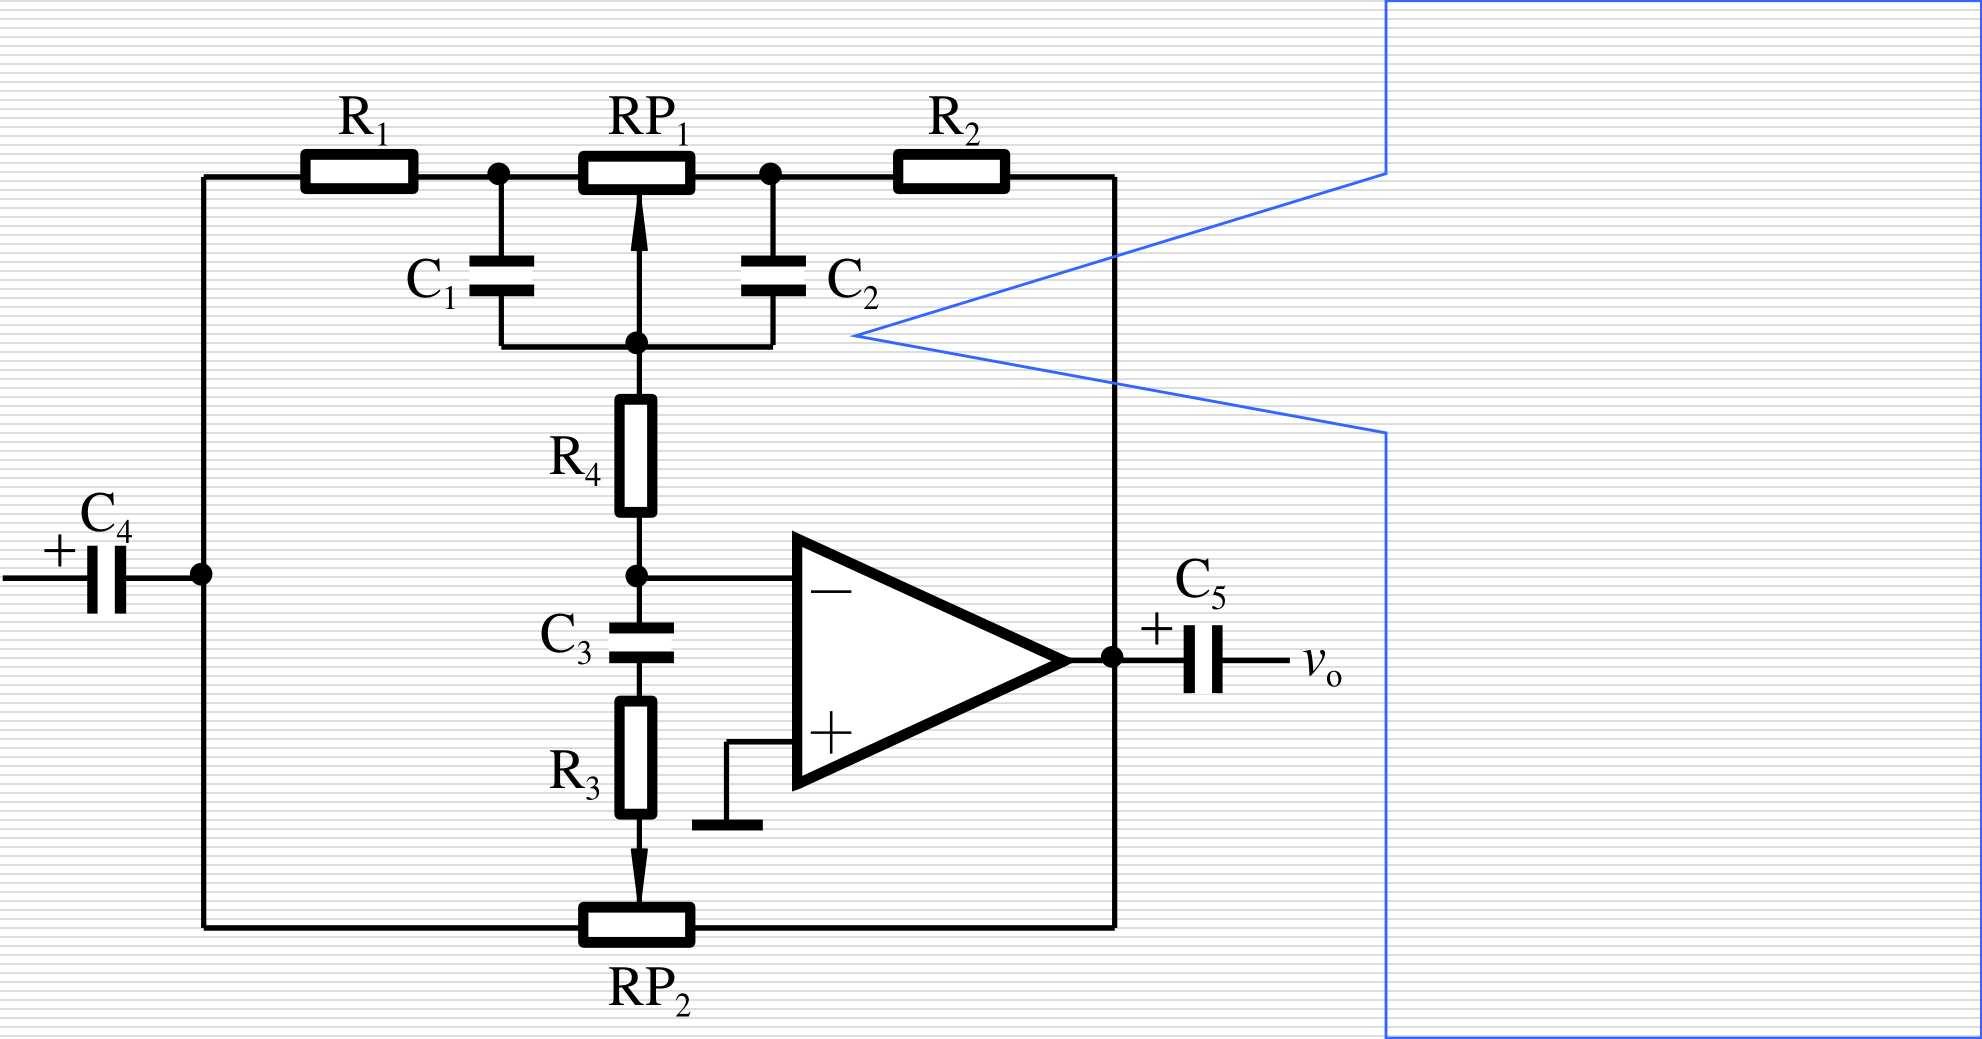 R₁ RP₁ R₂
C₁ C₂
R₄
C₄
+
−
C₅
+
C₃
+
vₒ
R₃
RP₂